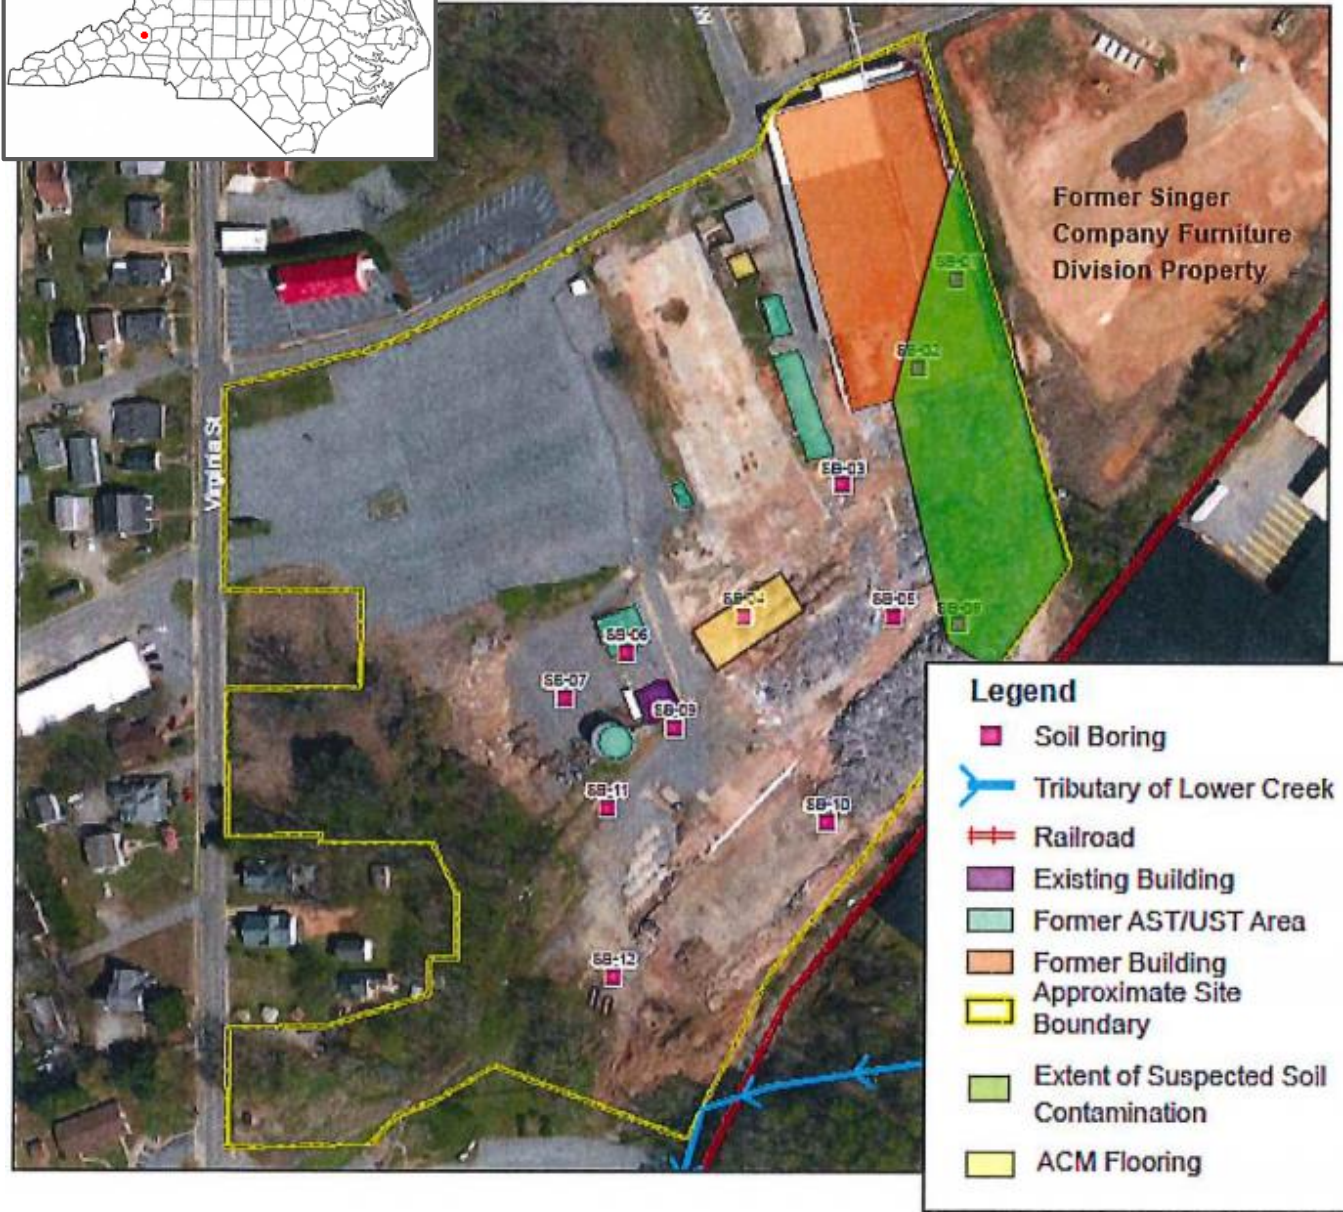 Former Singer
Company Furniture
Division Property
SB-02
Virginia St
SB-03
SB-04
SB-05
SB-06
SB-07
SB-09
SB-11
SB-10
SB-12
Legend
Soil Boring
Tributary of Lower Creek
Railroad
Existing Building
Former AST/UST Area
Former Building
Approximate Site
Boundary
Extent of Suspected Soil
Contamination
ACM Flooring